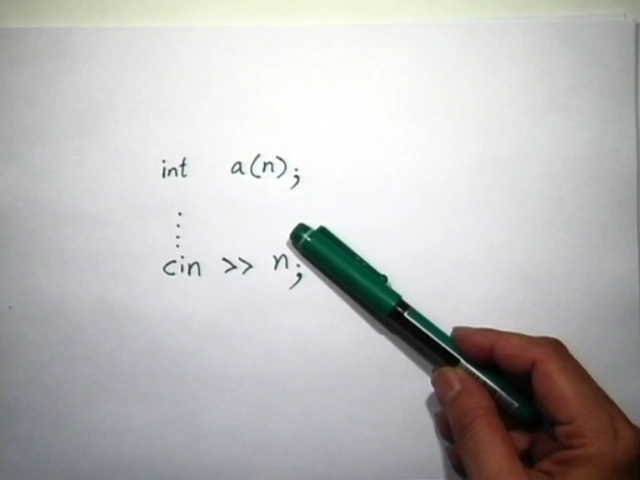 int a(n);
⋮
cin >> n;